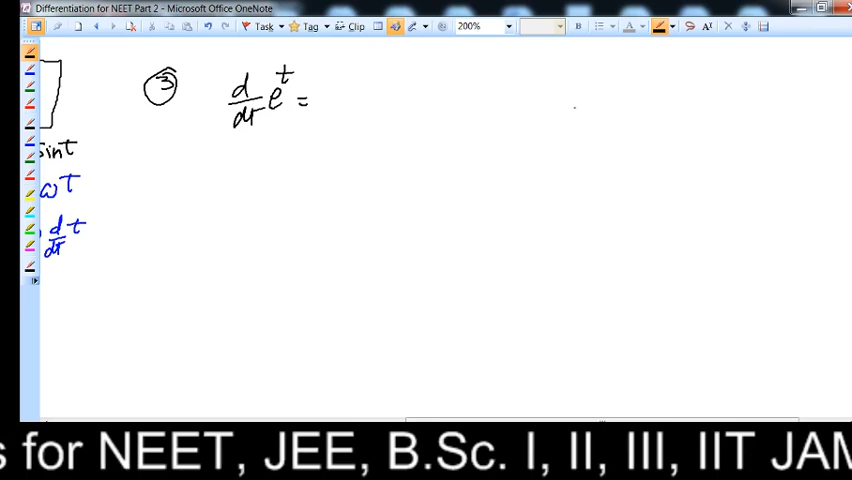 Differentiation for NEET Part 2 - Microsoft Office OneNote
Task Tag Clip 200% B A A
③ d/dt e^t =
sint
ωt
d/dt t
s for NEET, JEE, B.Sc. I, II, III, IIT JAM